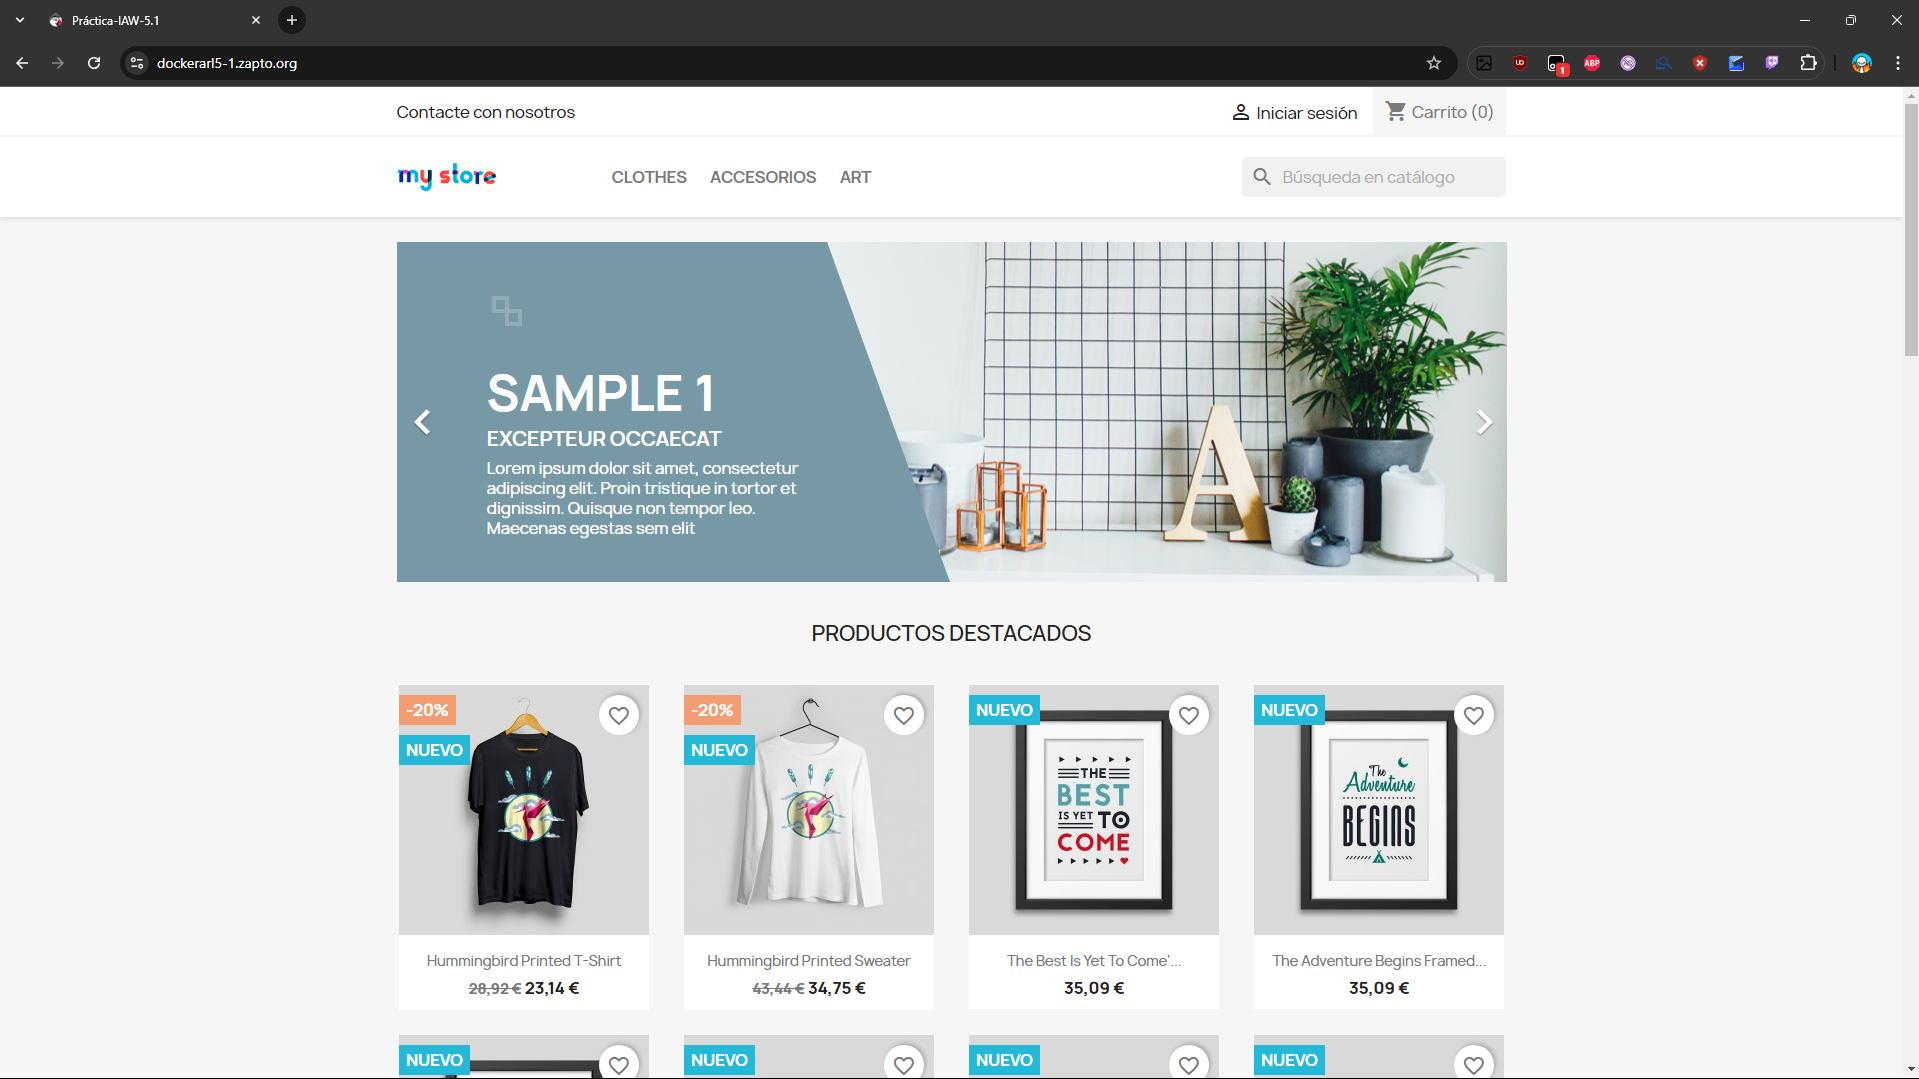 Práctica-IAW-5.1
dockerarl5-1.zapto.org
UD
1
ABP
Contacte con nosotros
Iniciar sesión
Carrito (0)
my store
CLOTHES
ACCESORIOS
ART
Búsqueda en catálogo
SAMPLE 1
EXCEPTEUR OCCAECAT
Lorem ipsum dolor sit amet, consectetur
adipiscing elit. Proin tristique in tortor et
dignissim. Quisque non tempor leo.
Maecenas egestas sem elit
A
PRODUCTOS DESTACADOS
-20%
NUEVO
-20%
NUEVO
NUEVO
THE
BEST
IS YET TO
COME
NUEVO
The
Adventure
BEGINS
Hummingbird Printed T-Shirt
28,92 € 23,14 €
Hummingbird Printed Sweater
43,44 € 34,75 €
The Best Is Yet To Come'...
35,09 €
The Adventure Begins Framed...
35,09 €
NUEVO
NUEVO
NUEVO
NUEVO